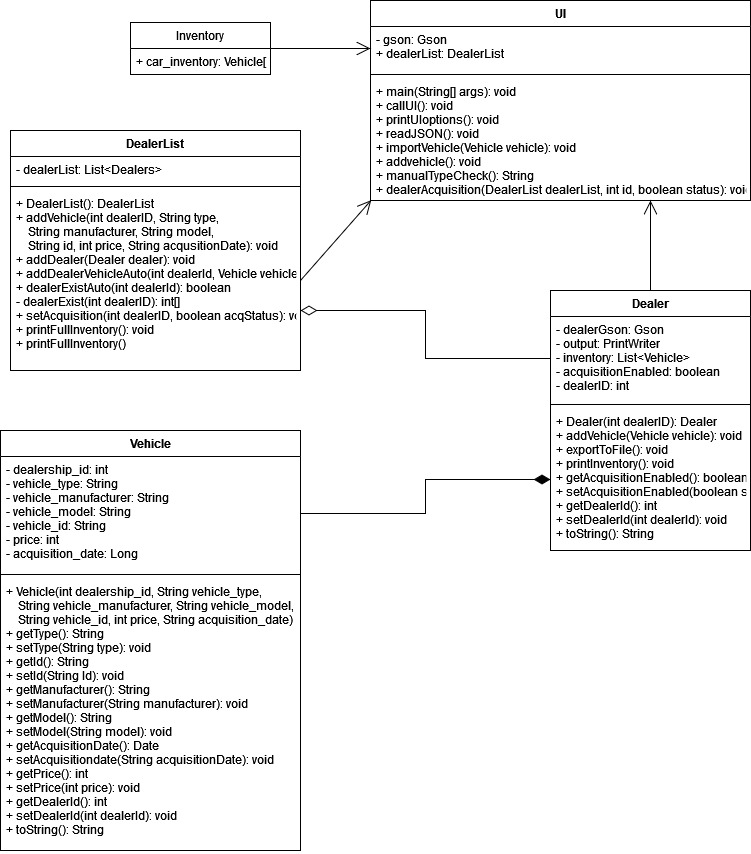 Inventory
+ car_inventory: Vehicle[
UI
- gson: Gson
+ dealerList: DealerList
+ main(String[] args): void
+ callUI(): void
+ printUIoptions(): void
+ readJSON(): void
+ importVehicle(Vehicle vehicle): void
+ addvehicle(): void
+ manualTypeCheck(): String
+ dealerAcquisition(DealerList dealerList, int id, boolean status): voi
DealerList
- dealerList: List<Dealers>
+ DealerList(): DealerList
+ addVehicle(int dealerID, String type,
String manufacturer, String model,
String id, int price, String acqusitionDate): void
+ addDealer(Dealer dealer): void
+ addDealerVehicleAuto(int dealerId, Vehicle vehicle
+ dealerExistAuto(int dealerId): boolean
- dealerExist(int dealerID): int[]
+ setAcquisition(int dealerID, boolean acqStatus): v
+ printFullInventory(): void
+ printFullInventory()
Dealer
- dealerGson: Gson
- output: PrintWriter
- inventory: List<Vehicle>
- acquisitionEnabled: boolean
- dealerID: int
+ Dealer(int dealerID): Dealer
+ addVehicle(Vehicle vehicle): void
+ exportToFile(): void
+ printInventory(): void
+ getAcquisitionEnabled(): boolean
+ setAcquisitionEnabled(boolean s
+ getDealerId(): int
+ setDealerId(int dealerId): void
+ toString(): String
Vehicle
- dealership_id: int
- vehicle_type: String
- vehicle_manufacturer: String
- vehicle_model: String
- vehicle_id: String
- price: int
- acquisition_date: Long
+ Vehicle(int dealership_id, String vehicle_type,
String vehicle_manufacturer, String vehicle_model,
String vehicle_id, int price, String acquisition_date)
+ getType(): String
+ setType(String type): void
+ getId(): String
+ setId(String Id): void
+ getManufacturer(): String
+ setManufacturer(String manufacturer): void
+ getModel(): String
+ setModel(String model): void
+ getAcquisitionDate(): Date
+ setAcquisitiondate(String acquisitionDate): void
+ getPrice(): int
+ setPrice(int price): void
+ getDealerId(): int
+ setDealerId(int dealerId): void
+ toString(): String